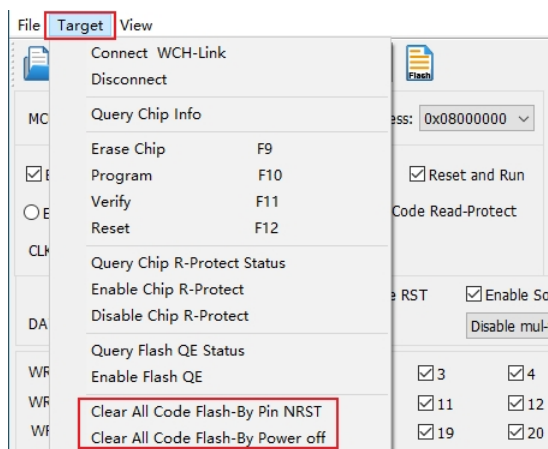 File Target View
Flash
Connect WCH-Link
Disconnect
Query Chip Info
ess: 0x08000000
Erase Chip F9
Program F10
Verify F11
Reset F12
Reset and Run
Code Read-Protect
CLK
Query Chip R-Protect Status
Enable Chip R-Protect
Disable Chip R-Protect
RST Enable So
Disable mul-
DA
Query Flash QE Status
Enable Flash QE
Clear All Code Flash-By Pin NRST
Clear All Code Flash-By Power off
MC
WR 3 4
WR 11 12
WR 19 20